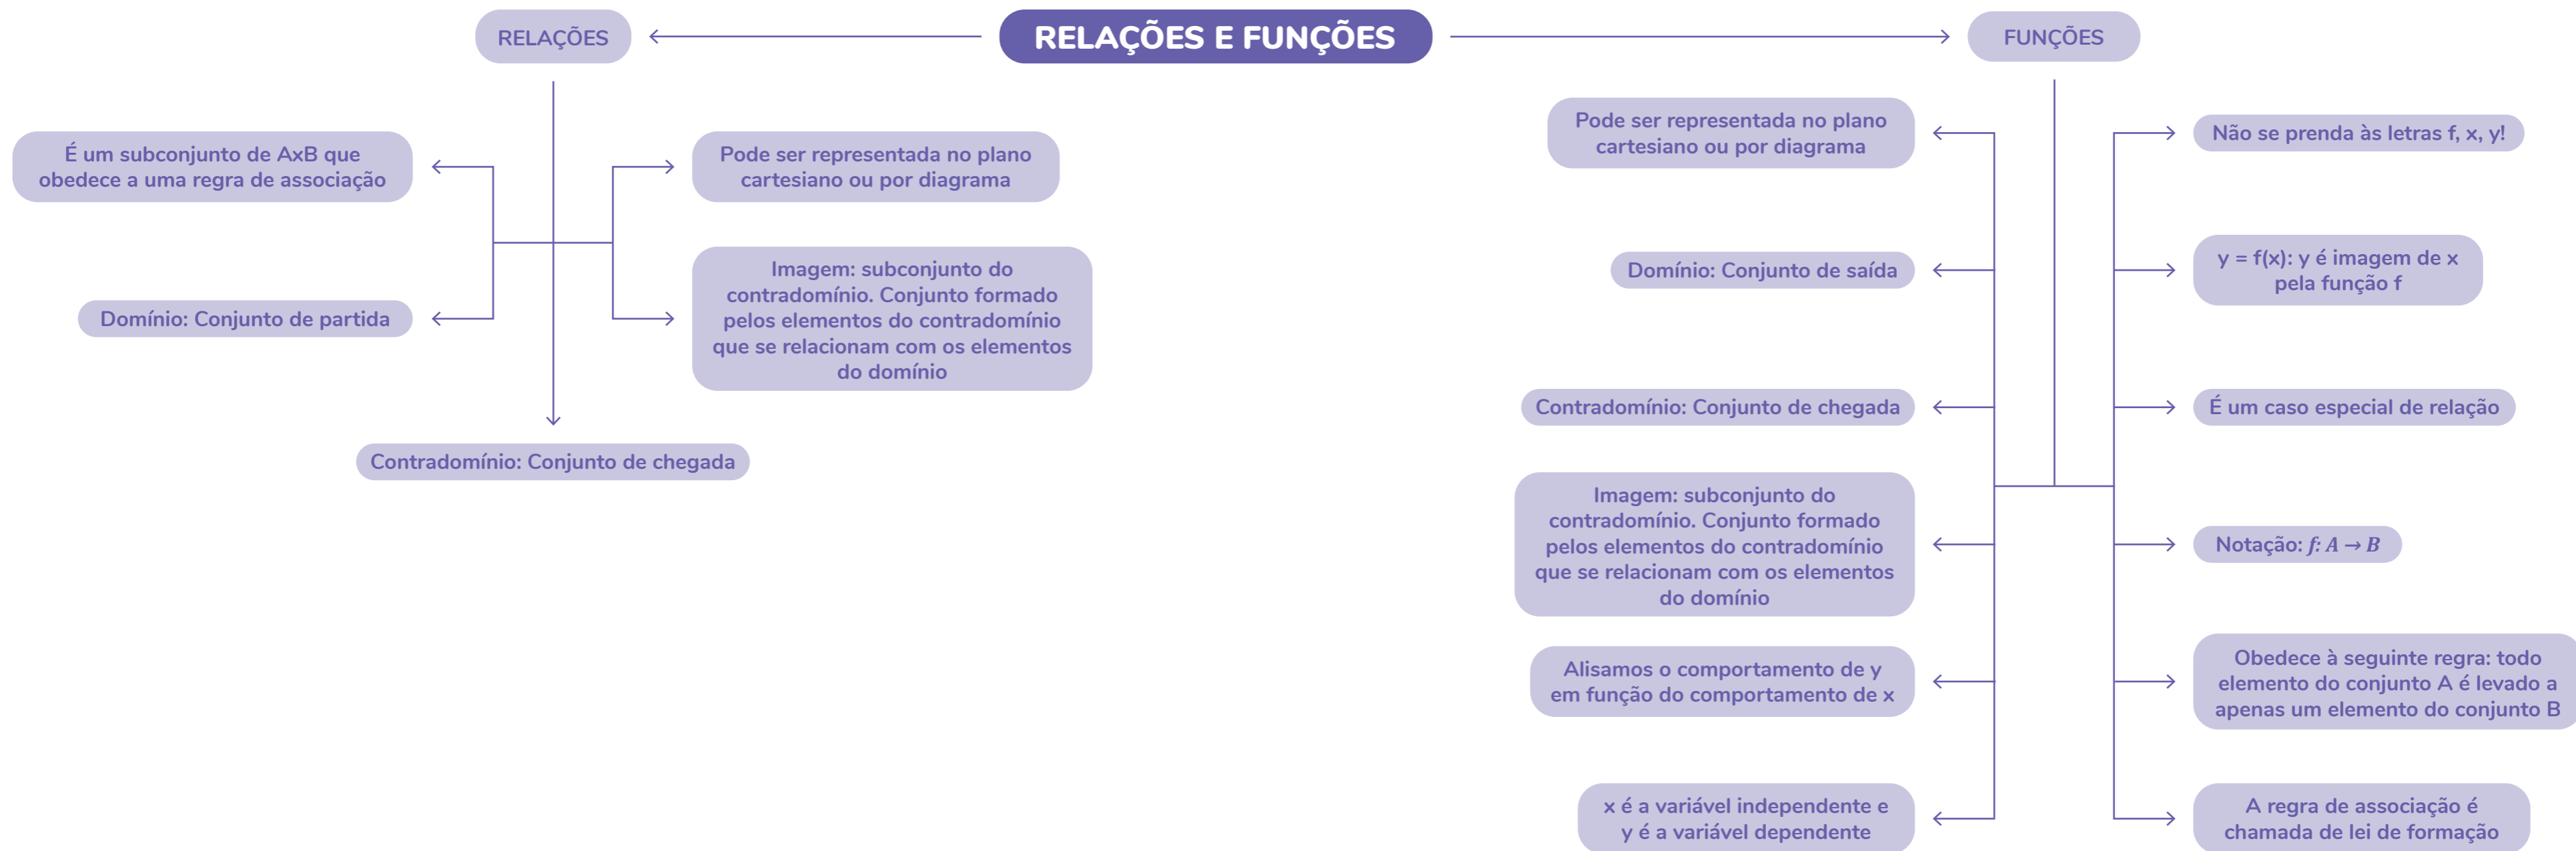 RELAÇÕES E FUNÇÕES
RELAÇÕES
É um subconjunto de AxB que
obedece a uma regra de associação
Domínio: Conjunto de partida
Pode ser representada no plano
cartesiano ou por diagrama
Imagem: subconjunto do
contradomínio. Conjunto formado
pelos elementos do contradomínio
que se relacionam com os elementos
do domínio
Contradomínio: Conjunto de chegada
FUNÇÕES
Pode ser representada no plano
cartesiano ou por diagrama
Domínio: Conjunto de saída
Contradomínio: Conjunto de chegada
Imagem: subconjunto do
contradomínio. Conjunto formado
pelos elementos do contradomínio
que se relacionam com os elementos
do domínio
Alisamos o comportamento de y
em função do comportamento de x
x é a variável independente e
y é a variável dependente
Não se prenda às letras f, x, y!
y = f(x): y é imagem de x
pela função f
É um caso especial de relação
Notação: f: A → B
Obedece à seguinte regra: todo
elemento do conjunto A é levado a
apenas um elemento do conjunto B
A regra de associação é
chamada de lei de formação